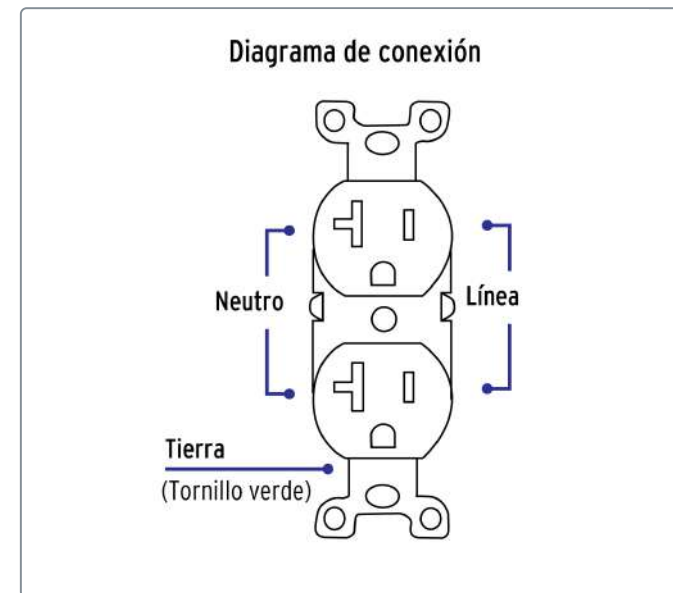 Diagrama de conexión
Neutro
Línea
Tierra
(Tornillo verde)